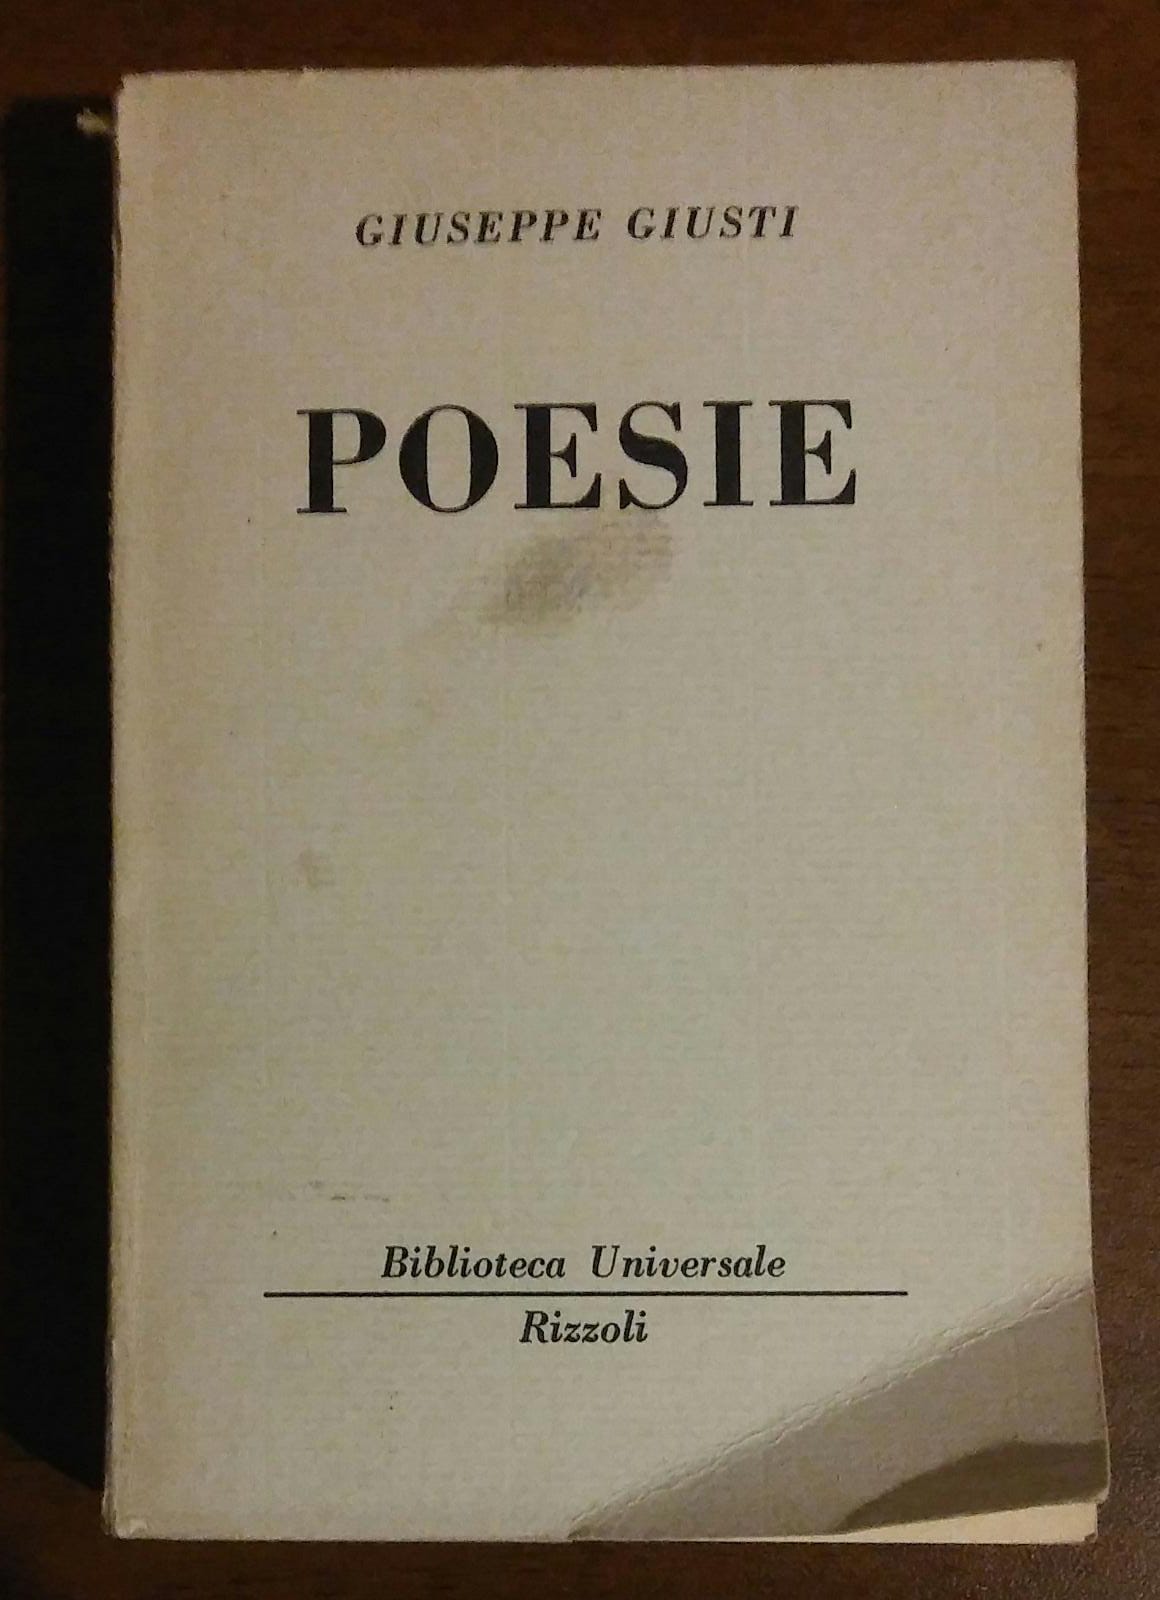 GIUSEPPE GIUSTI
POESIE
Biblioteca Universale
Rizzoli